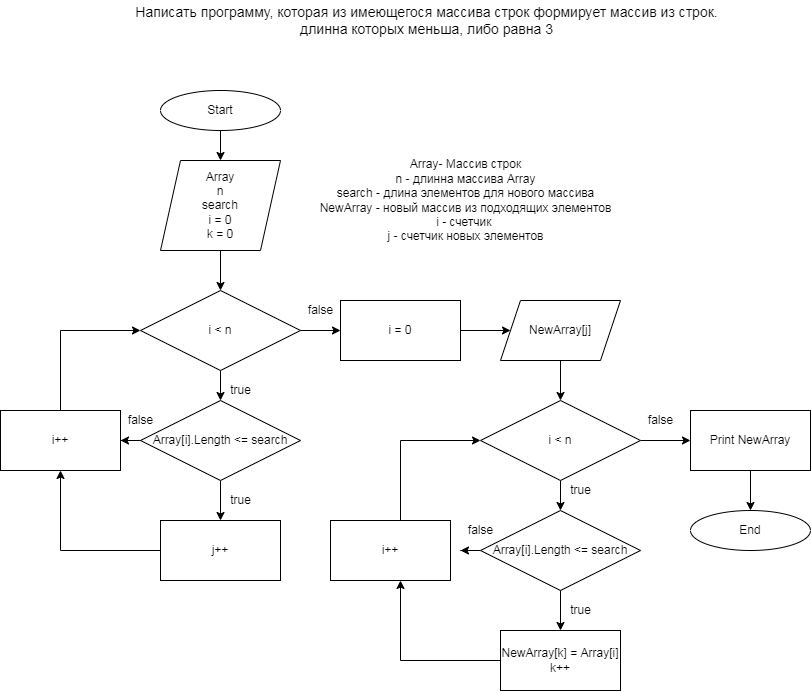 Написать программу, которая из имеющегося массива строк формирует массив из строк.
длинна которых меньша, либо равна 3
Start
Array
n
search
i = 0
k = 0
Array- Массив строк
n - длинна массива Array
search - длина элементов для нового массива
NewArray - новый массив из подходящих элементов
i - счетчик
j - счетчик новых элементов
i < n
false
i = 0
NewArray[j]
true
i++
false
Array[i].Length <= search
true
j++
i < n
false
Print NewArray
true
End
i++
false
Array[i].Length <= search
true
NewArray[k] = Array[i]
k++